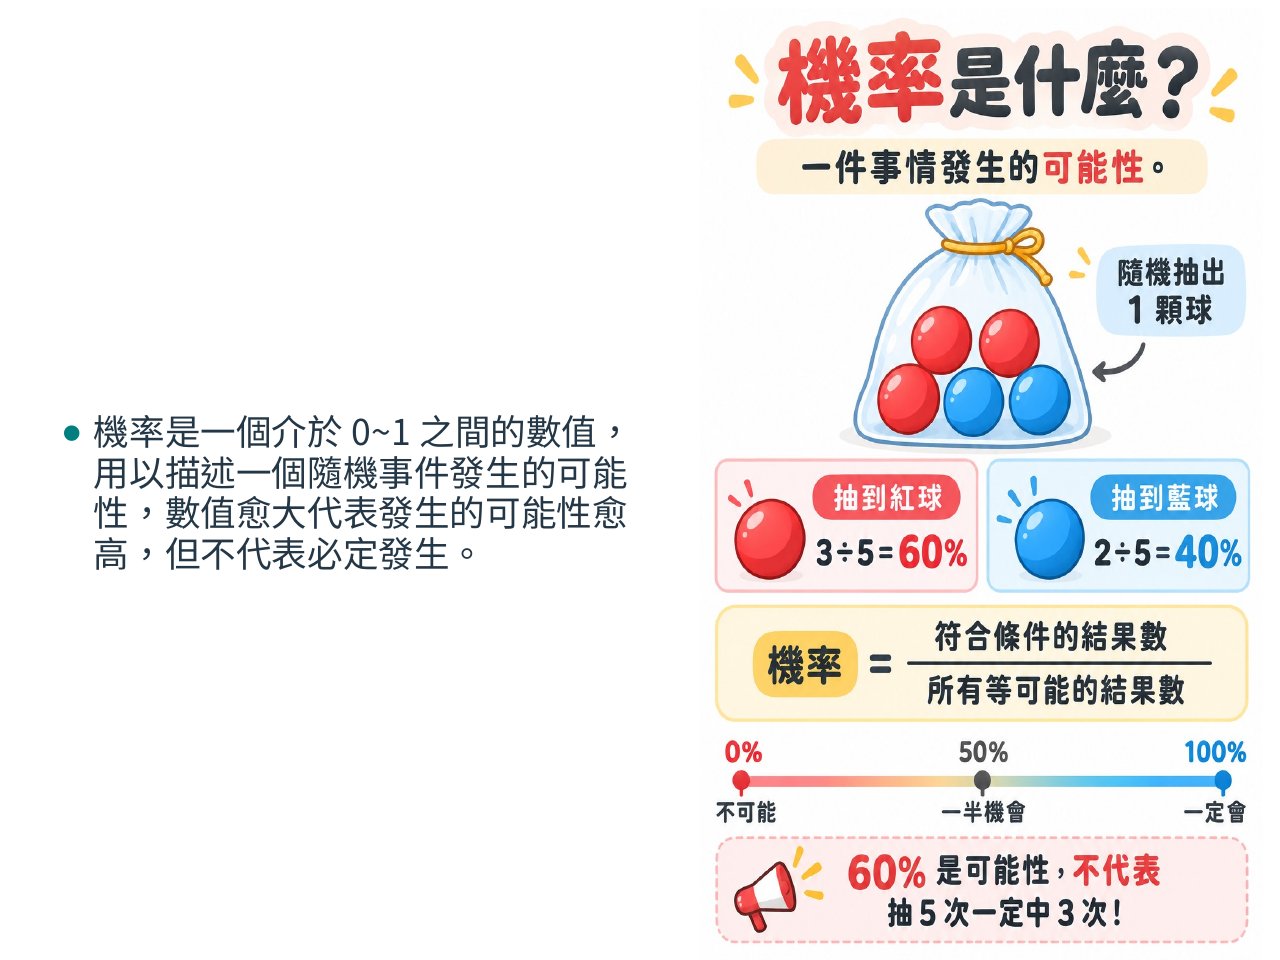 機率是一個介於 0~1 之間的數值，
用以描述一個隨機事件發生的可能
性，數值愈大代表發生的可能性愈
高，但不代表必定發生。
機率是什麼？
一件事情發生的可能性。
隨機抽出
1 顆球
抽到紅球
3÷5=60%
抽到藍球
2÷5=40%
機率 =
符合條件的結果數
所有等可能的結果數
0%
50%
100%
不可能
一半機會
一定會
60% 是可能性，不代表
抽 5 次一定中 3 次！